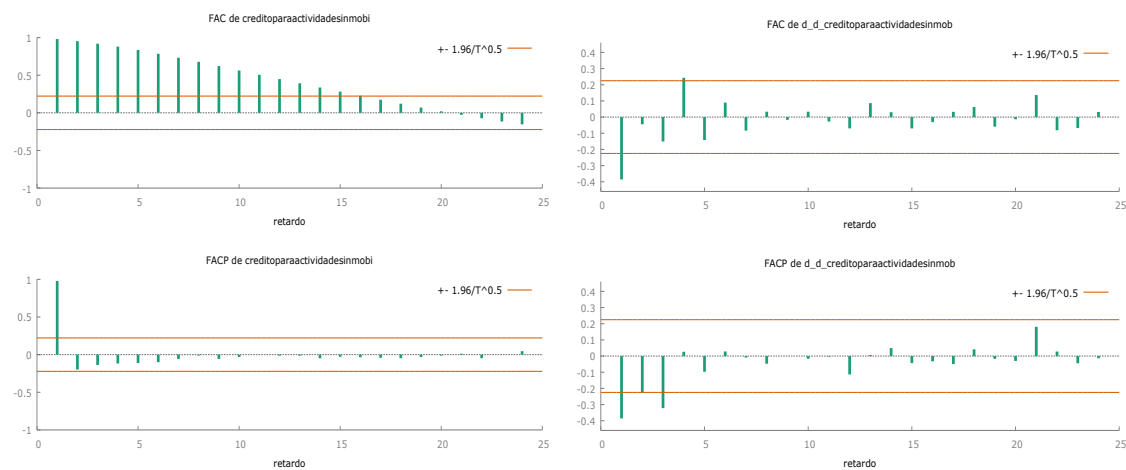 FAC de creditoparaactividadesinmobi
1
+- 1.96/T^0.5
0.5
0
-0.5
-1
0 5 10 15 20 25
retardo
FACP de creditoparaactividadesinmobi
1
+- 1.96/T^0.5
0.5
0
-0.5
-1
0 5 10 15 20 25
retardo
FAC de d_d_creditoparaactividadesinmob
0.4
+- 1.96/T^0.5
0.3
0.2
0.1
0
-0.1
-0.2
-0.3
-0.4
0 5 10 15 20 25
retardo
FACP de d_d_creditoparaactividadesinmob
0.4
+- 1.96/T^0.5
0.3
0.2
0.1
0
-0.1
-0.2
-0.3
-0.4
0 5 10 15 20 25
retardo